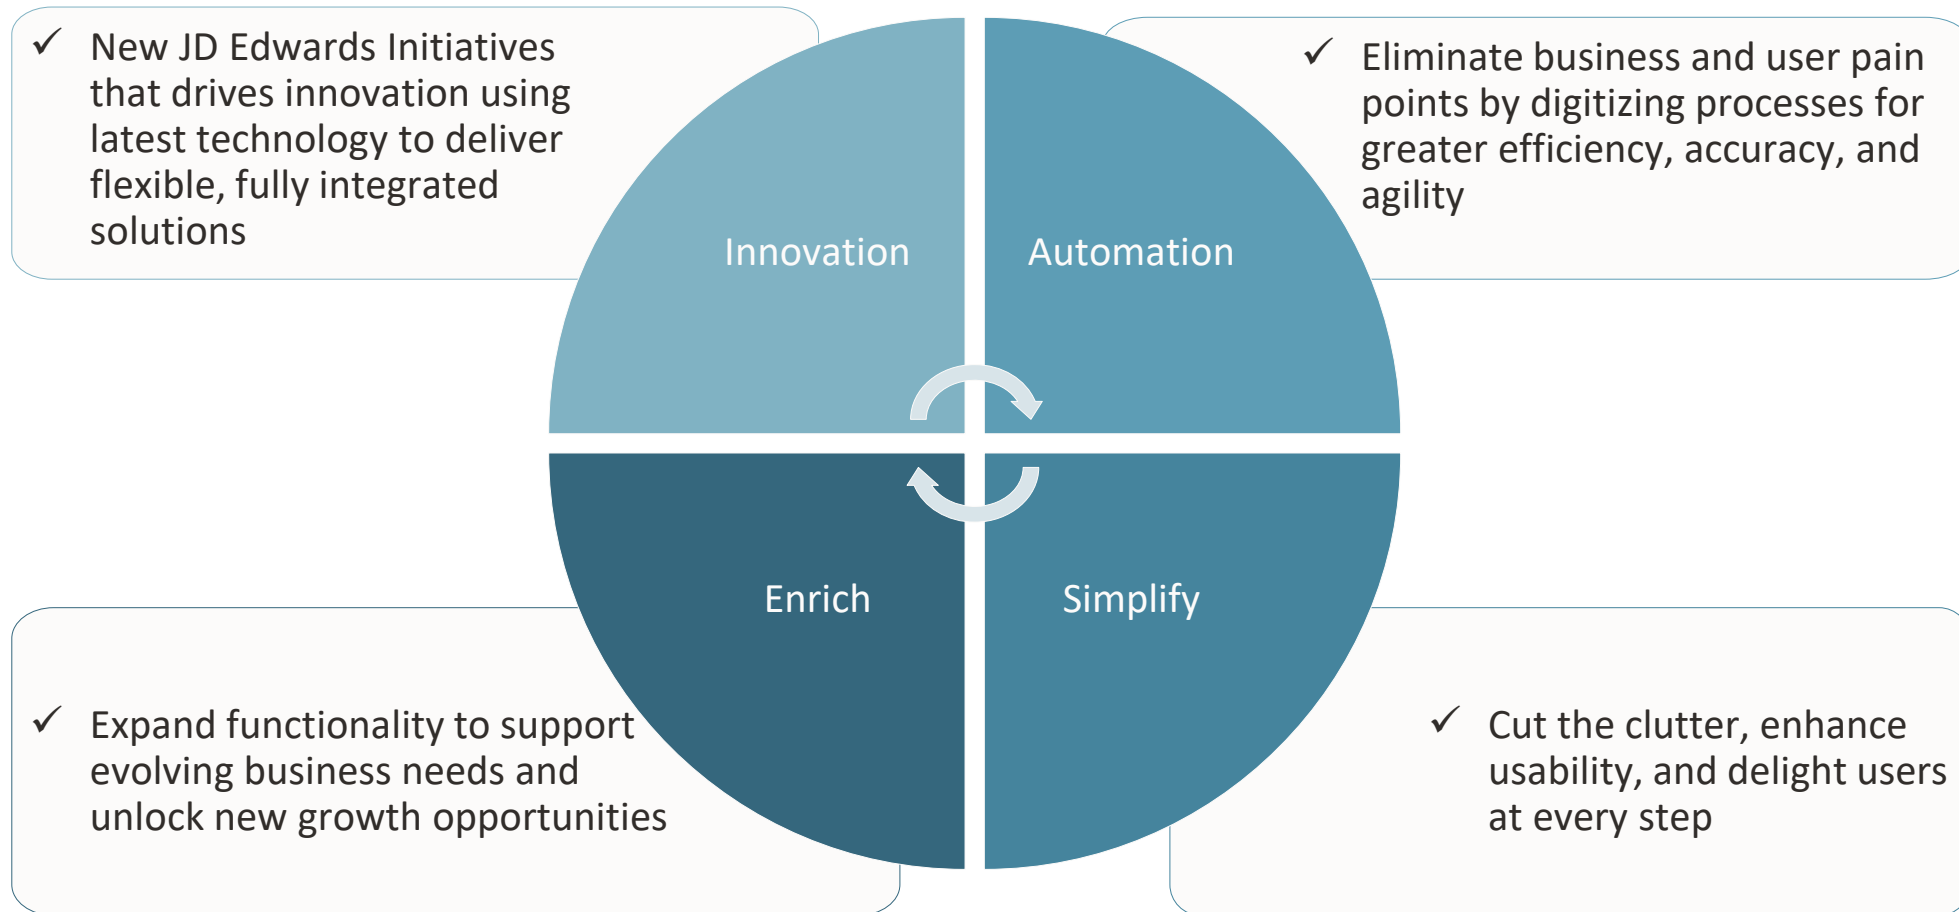 ✓ New JD Edwards Initiatives
that drives innovation using
latest technology to deliver
flexible, fully integrated
solutions
✓ Eliminate business and user pain
points by digitizing processes for
greater efficiency, accuracy, and
agility
Innovation
Automation
Enrich
Simplify
✓ Expand functionality to support
evolving business needs and
unlock new growth opportunities
✓ Cut the clutter, enhance
usability, and delight users
at every step